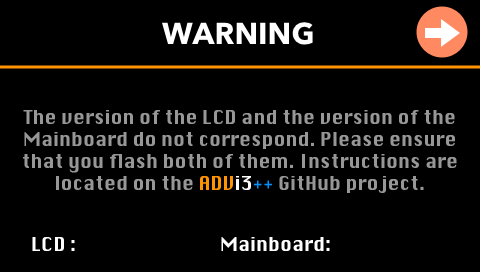 WARNING
The version of the LCD and the version of the
Mainboard do not correspond. Please ensure
that you flash both of them. Instructions are
located on the ADVi3++ GitHub project.
LCD: Mainboard: